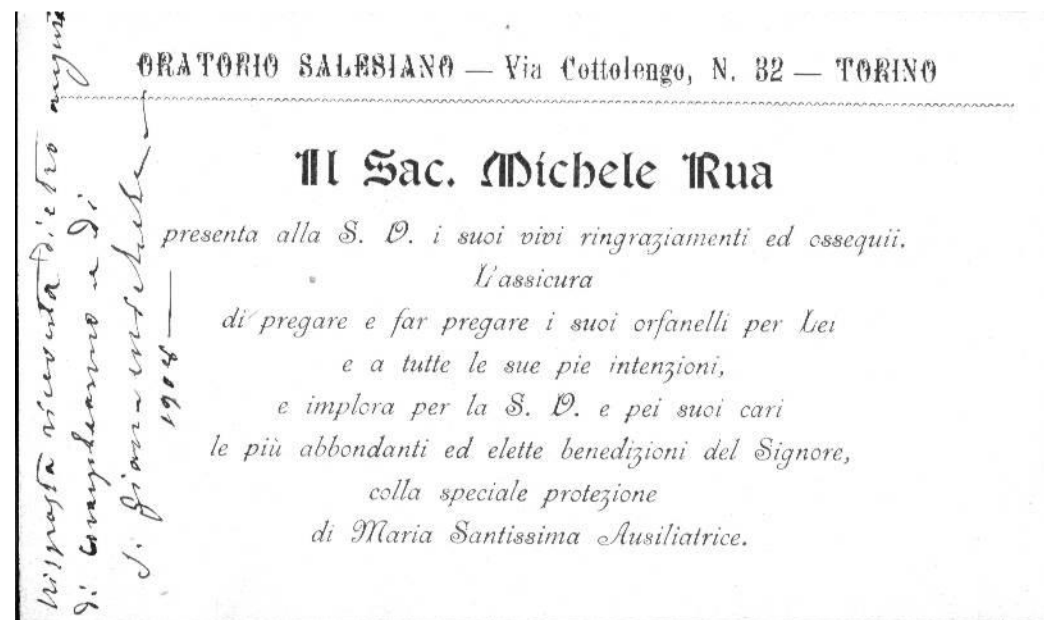 ORATORIO SALESIANO — Via Cottolengo, N. 32 — TORINO
Il Sac. Michele Rua
presenta alla S. V. i suoi vivi ringraziamenti ed ossequii.
L'assicura
di pregare e far pregare i suoi orfanelli per Lei
e a tutte le sue pie intenzioni,
e implora per la S. V. e pei suoi cari
le più abbondanti ed elette benedizioni del Signore,
colla speciale protezione
di Maria Santissima Ausiliatrice.
risposta ricevuta dietro auguri
di compleanno e di
1908 —